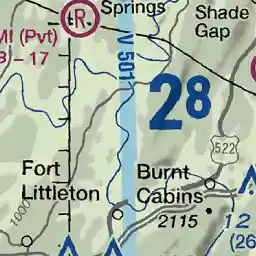 R Springs
Shade
Gap
MI (Pvt)
3 – 17
V 501
28
522
Fort
Littleton
Burnt
Cabins
1000
2115
12
(26